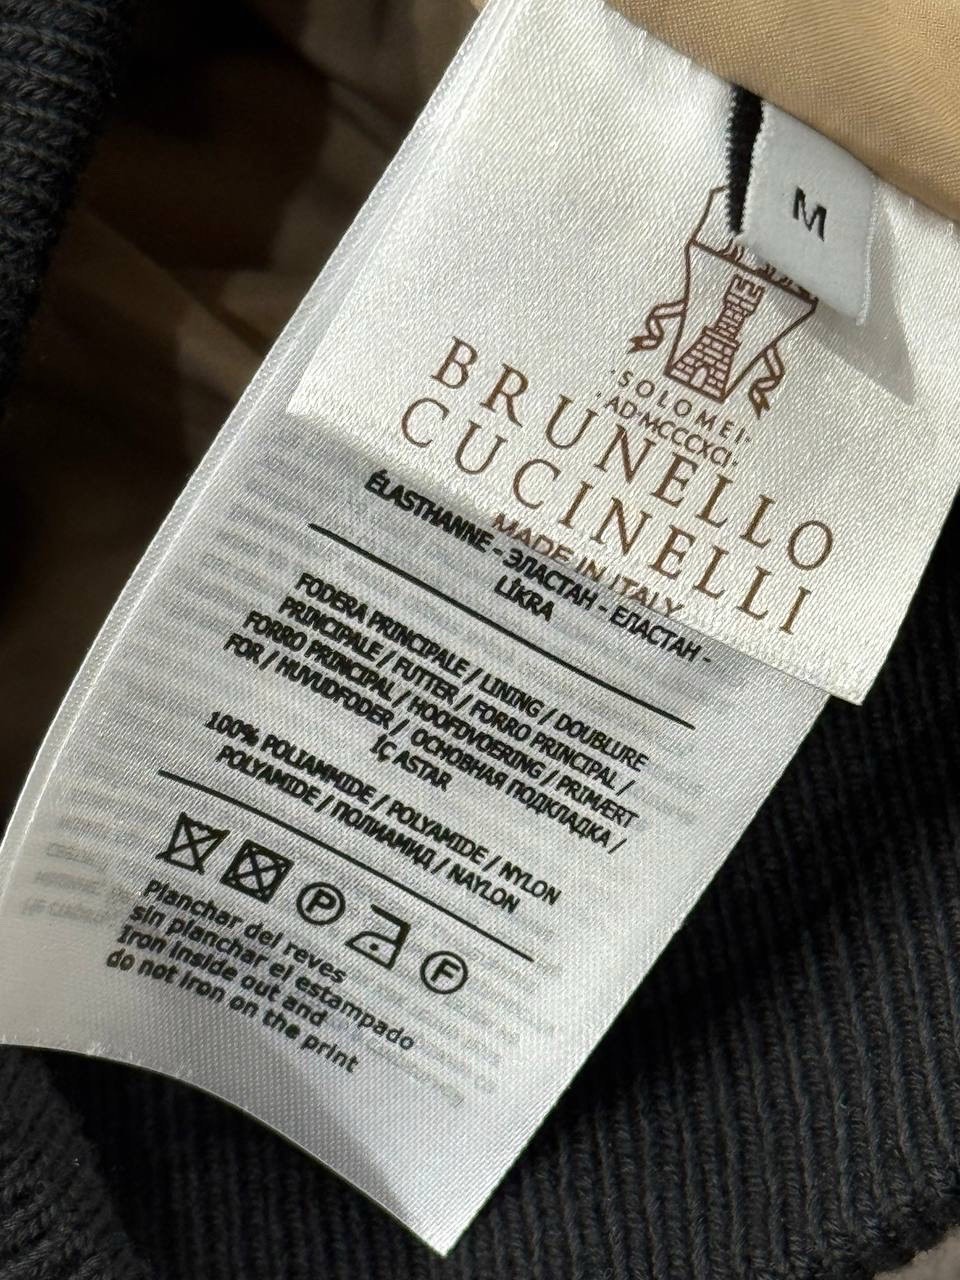 M
"SOLOMEI"
"AD·MCCCXCI"
BRUNELLO
CUCINELLI
MADE IN ITALY
ÉLASTHANNE - ЭЛАСТАН - ЕЛАСТАН -
LİKRA
FODERA PRINCIPALE / LINING / DOUBLURE
PRINCIPALE / FUTTER / FORRO PRINCIPAL /
FORRO PRINCIPAL / HOOFDVOERING / PRIMÆRT
FOR / HUVUDFODER / ОСНОВНАЯ ПОДКЛАДКА /
İÇ ASTAR
100% POLIAMMIDE / POLYAMIDE / NYLON
POLYAMIDE / ПОЛИАМИД / NAYLON
P
F
Planchar del reves
sin planchar el estampado
Iron inside out and
do not iron on the print